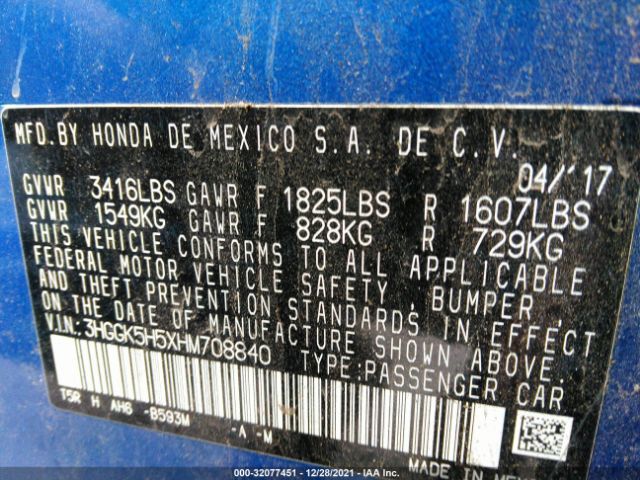 MFD.BY HONDA DE MEXICO S.A. DE C.V.
04/'17
GVWR 3416LBS GAWR F 1825LBS R 1607LBS
GVWR 1549KG GAWR F 828KG R 729KG
THIS VEHICLE CONFORMS TO ALL APPLICABLE
FEDERAL MOTOR VEHICLE SAFETY, BUMPER
AND THEFT PREVENTION STANDARDS IN EFFECT
ON THE DATE OF MANUFACTURE SHOWN ABOVE.
V.I.N: 3HGGK5H5XHM708840 TYPE:PASSENGER CAR
T5R H AH6 -B593M -A -M
MADE IN
000-32077451 | 12/28/2021 - IAA Inc.